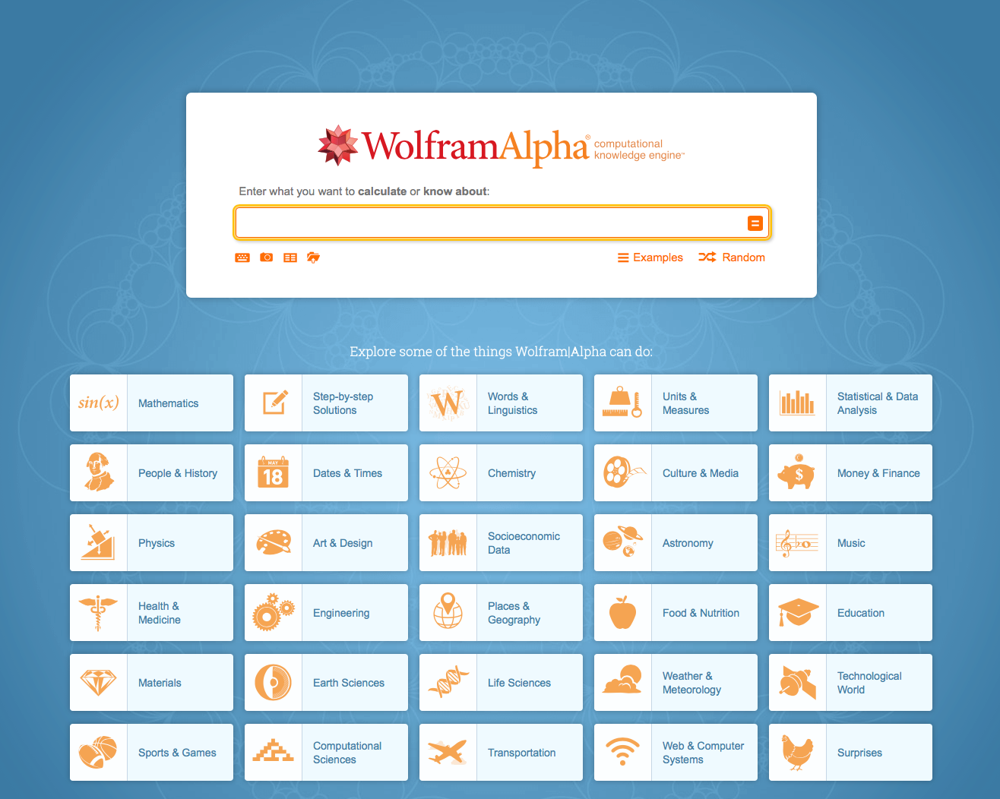 WolframAlpha® computational
knowledge engine™
Enter what you want to calculate or know about:
Examples
Random
Explore some of the things Wolfram|Alpha can do:
sin(x)
Mathematics
Step-by-step
Solutions
W
Words &
Linguistics
Units &
Measures
Statistical & Data
Analysis
People & History
MAY
18
Dates & Times
Chemistry
Culture & Media
$
Money & Finance
Physics
Art & Design
Socioeconomic
Data
Astronomy
Music
Health &
Medicine
Engineering
Places &
Geography
Food & Nutrition
Education
Materials
Earth Sciences
Life Sciences
Weather &
Meteorology
Technological
World
Sports & Games
Computational
Sciences
Transportation
Web & Computer
Systems
Surprises